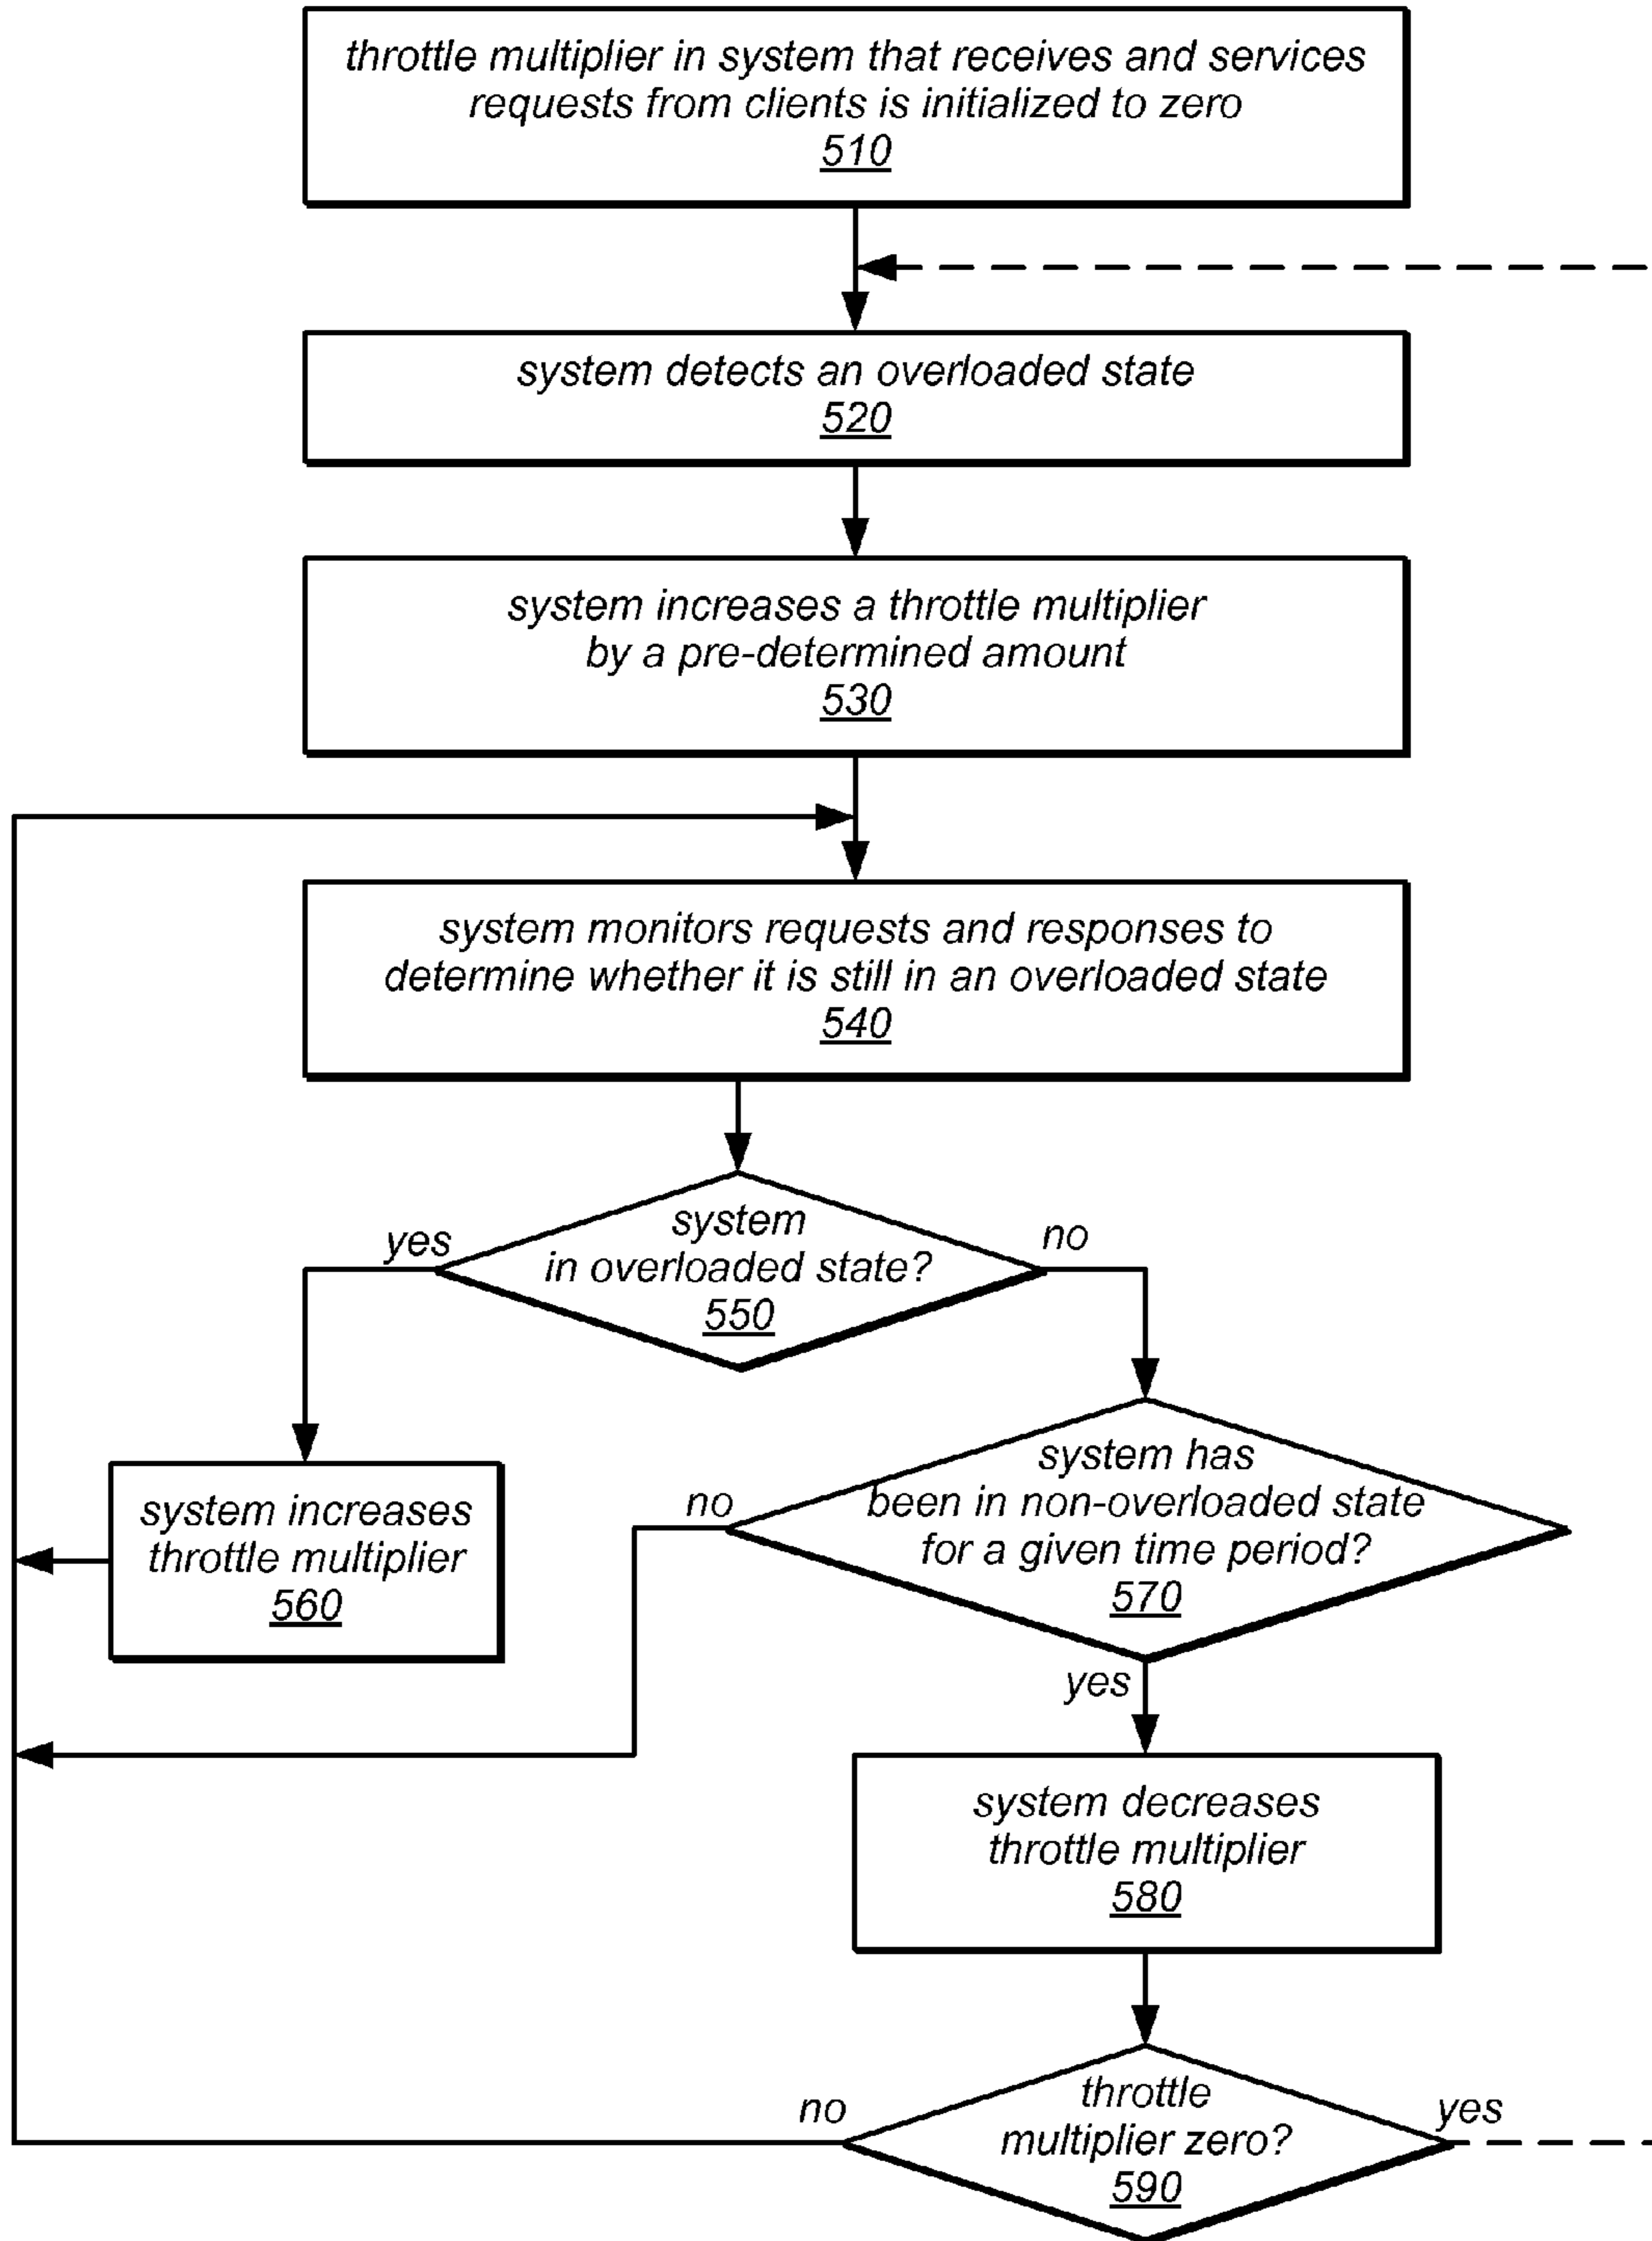 throttle multiplier in system that receives and services
requests from clients is initialized to zero
510
system detects an overloaded state
520
system increases a throttle multiplier
by a pre-determined amount
530
system monitors requests and responses to
determine whether it is still in an overloaded state
540
yes
system
in overloaded state?
550
no
system increases
throttle multiplier
560
no
system has
been in non-overloaded state
for a given time period?
570
yes
system decreases
throttle multiplier
580
no
throttle
multiplier zero?
590
yes